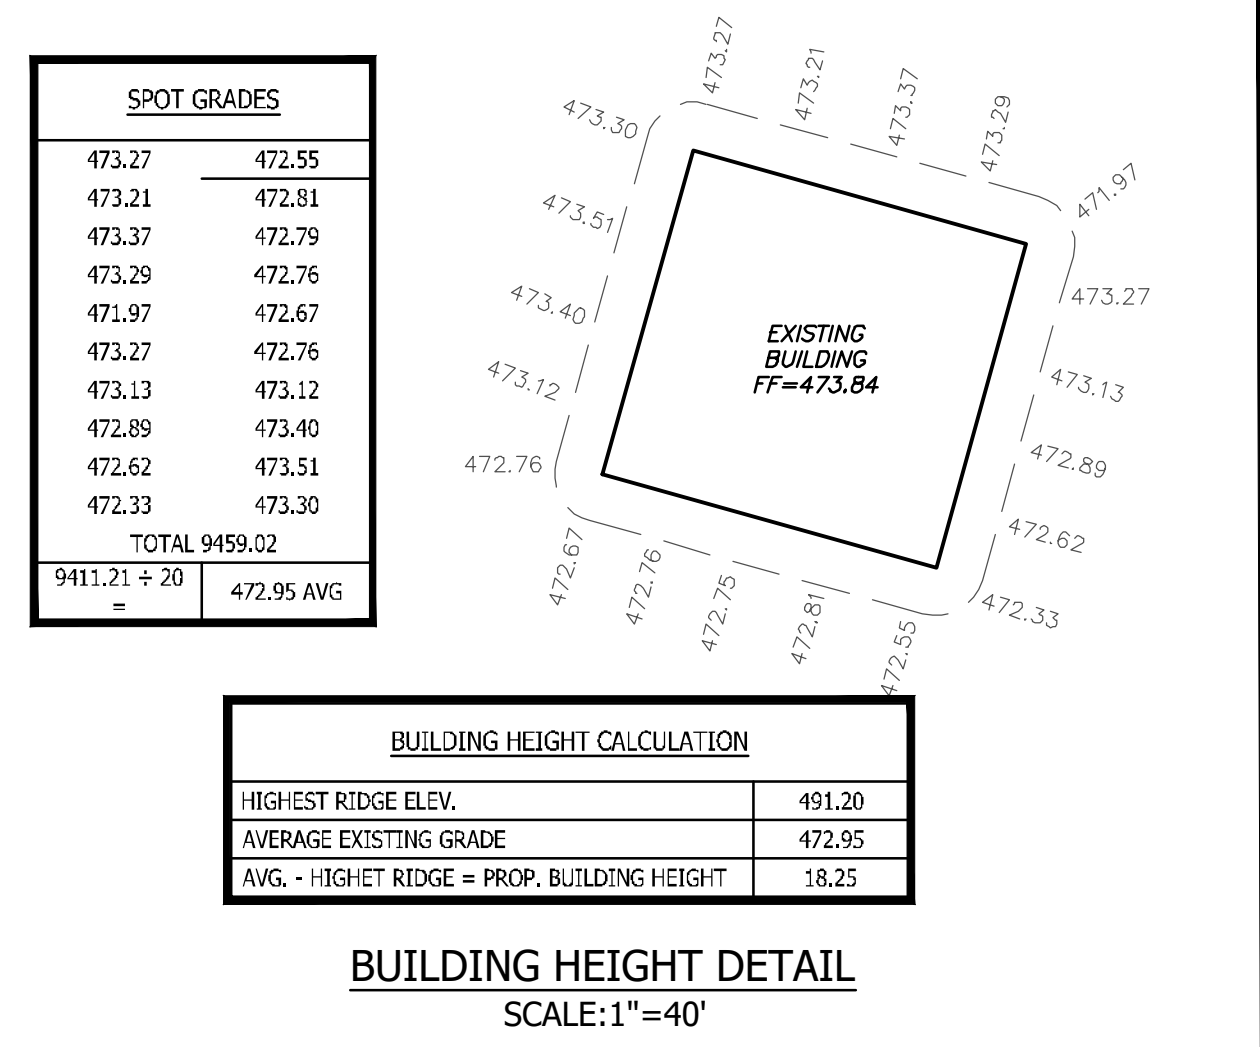 SPOT GRADES
473.27 472.55
473.21 472.81
473.37 472.79
473.29 472.76
471.97 472.67
473.27 472.76
473.13 473.12
472.89 473.40
472.62 473.51
472.33 473.30
TOTAL 9459.02
9411.21 ÷ 20
=
472.95 AVG
473.27
473.21
473.37
473.29
471.97
473.27
473.13
472.89
472.62
472.33
472.55
472.81
472.75
472.76
472.67
472.76
473.12
473.40
473.51
473.30
EXISTING
BUILDING
FF=473.84
BUILDING HEIGHT CALCULATION
HIGHEST RIDGE ELEV. 491.20
AVERAGE EXISTING GRADE 472.95
AVG. - HIGHET RIDGE = PROP. BUILDING HEIGHT 18.25
BUILDING HEIGHT DETAIL
SCALE:1"=40'